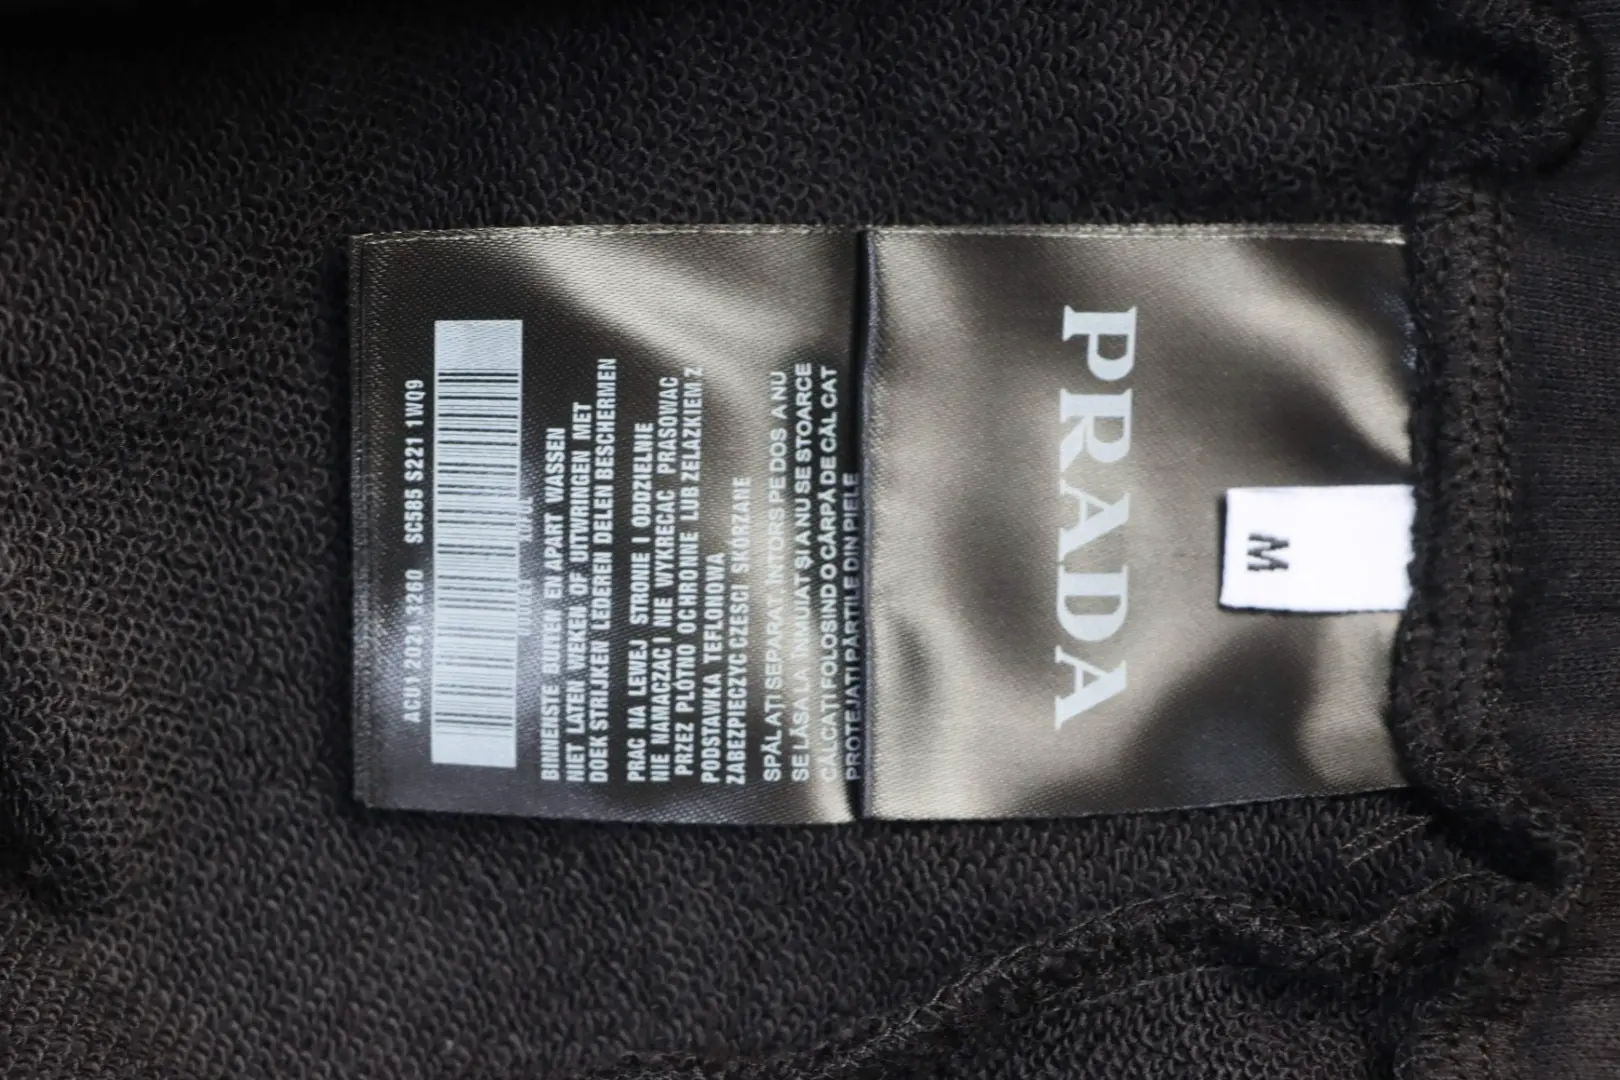 ACU1 2021 3280 SC585 S221 1WQ9
BINNENSTE BUITEN EN APART WASSEN
NIET LATEN WEKEN OF UITWRINGEN MET
DOEK STRIJKEN LEDEREN DELEN BESCHERMEN
PRAC NA LEWEJ STRONIE I ODDZIELNIE
NIE NAMACZAC I NIE WYKRECAC PRASOWAC
PRZEZ PLOTNO OCHRONNE LUB ZELAZKIEM Z
PODSTAWKA TEFLONOWA
ZABEZPIECZYC CZESCI SKORZANE
SPĂLAȚI SEPARAT, ÎNTORS PE DOS A NU
SE LĂSA LA ÎNMUIAT ȘI A NU SE STOARCE
CĂLCAȚI FOLOSIND O CÂRPĂ DE CĂLCAT
PROTEJAȚI PĂRȚILE DIN PIELE
PRADA
M